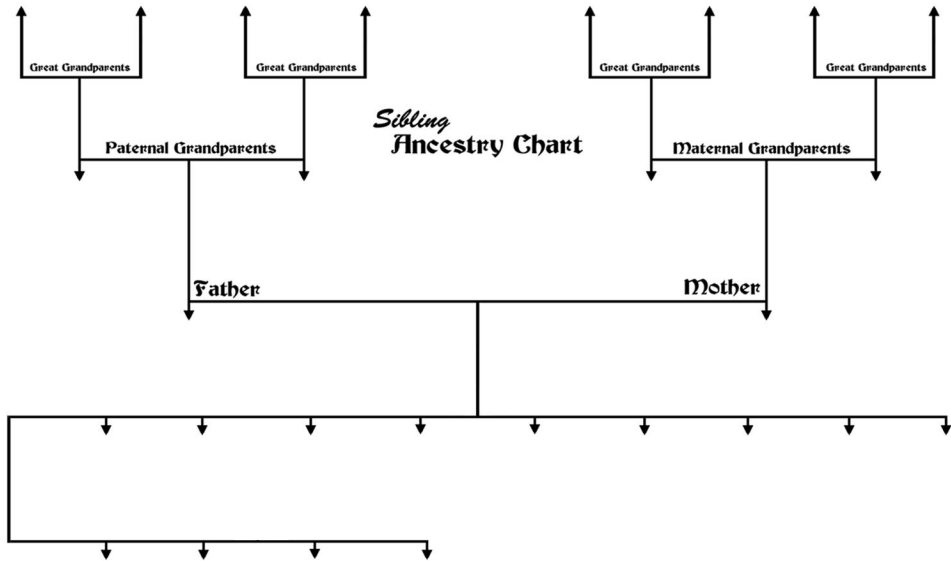 Great Grandparents
Great Grandparents
Great Grandparents
Great Grandparents
Sibling
Ancestry Chart
Paternal Grandparents
Maternal Grandparents
Father
Mother